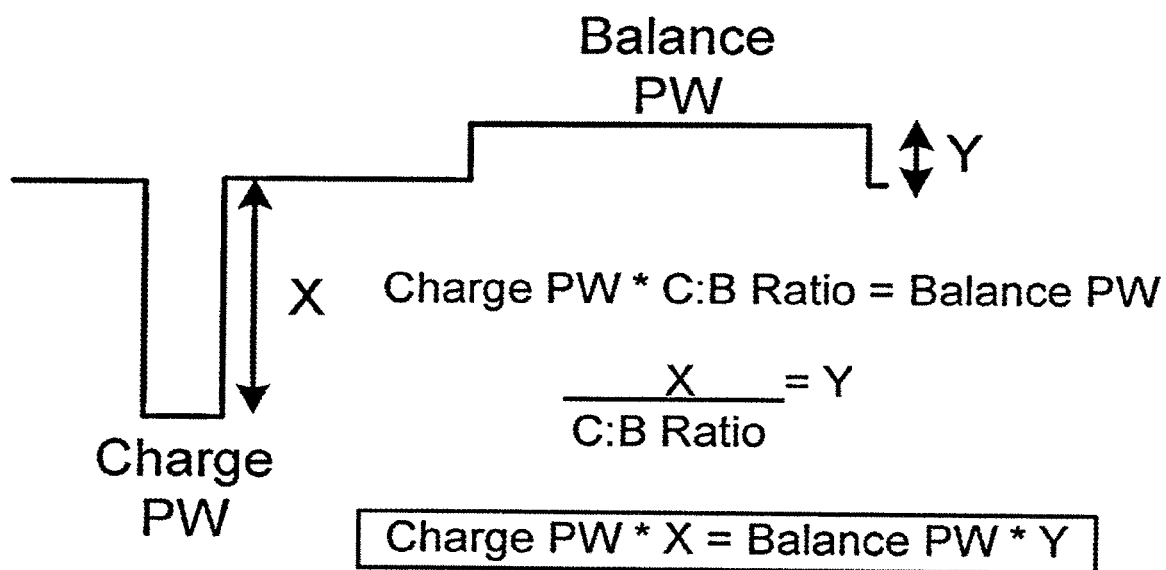 Balance
PW
Y
X
Charge PW * C:B Ratio = Balance PW
X = Y
C:B Ratio
Charge
PW
Charge PW * X = Balance PW * Y